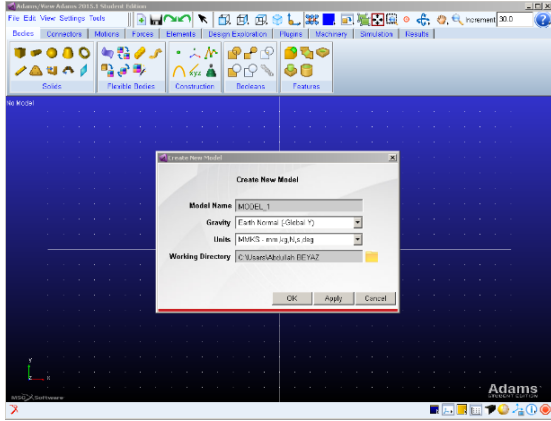 Adams/View Adams 2015.1 Student Edition
File Edit View Settings Tools
Increment 30.0
Bodies Connectors Motions Forces Elements Design Exploration Plugins Machinery Simulation Results
Solids Flexible Bodies Construction Booleans Features
No Model
Create New Model
Create New Model
Model Name MODEL_1
Gravity Earth Normal (-Global Y)
Units MMKS - mm,kg,N,s,deg
Working Directory C:\Users\Abdullah BEYAZ
OK Apply Cancel
Y
X
Adams
MSC Software STUDENT EDITION